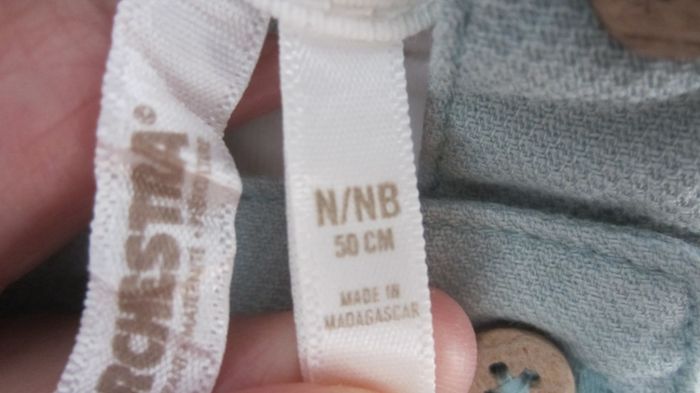 RCHESTRA®
N/NB
50 CM
MADE IN
MADAGASCAR